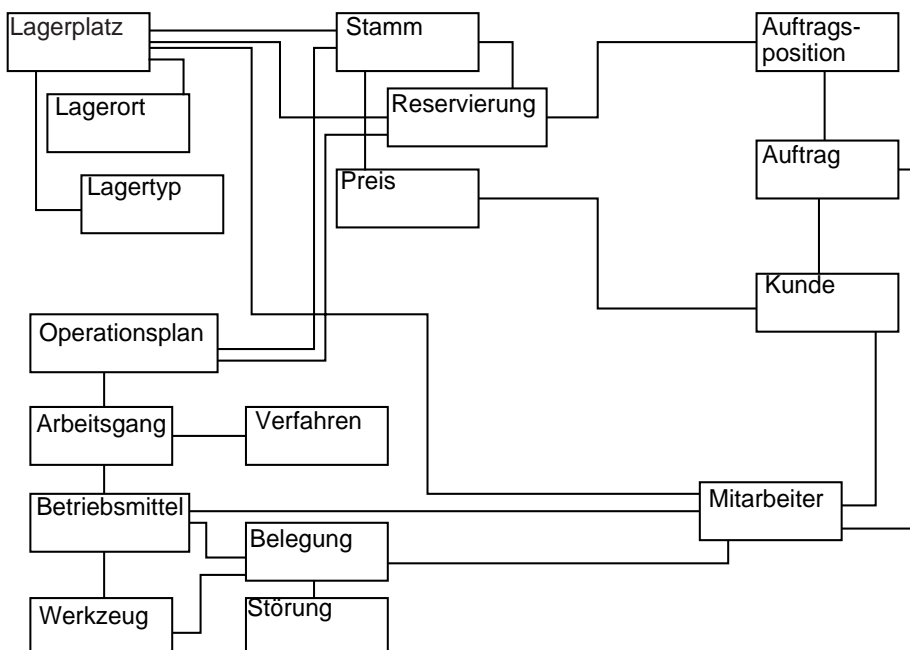 Lagerplatz
Stamm
Auftrags-
position
Lagerort
Reservierung
Auftrag
Lagertyp
Preis
Kunde
Operationsplan
Arbeitsgang
Verfahren
Betriebsmittel
Mitarbeiter
Belegung
Werkzeug
Störung